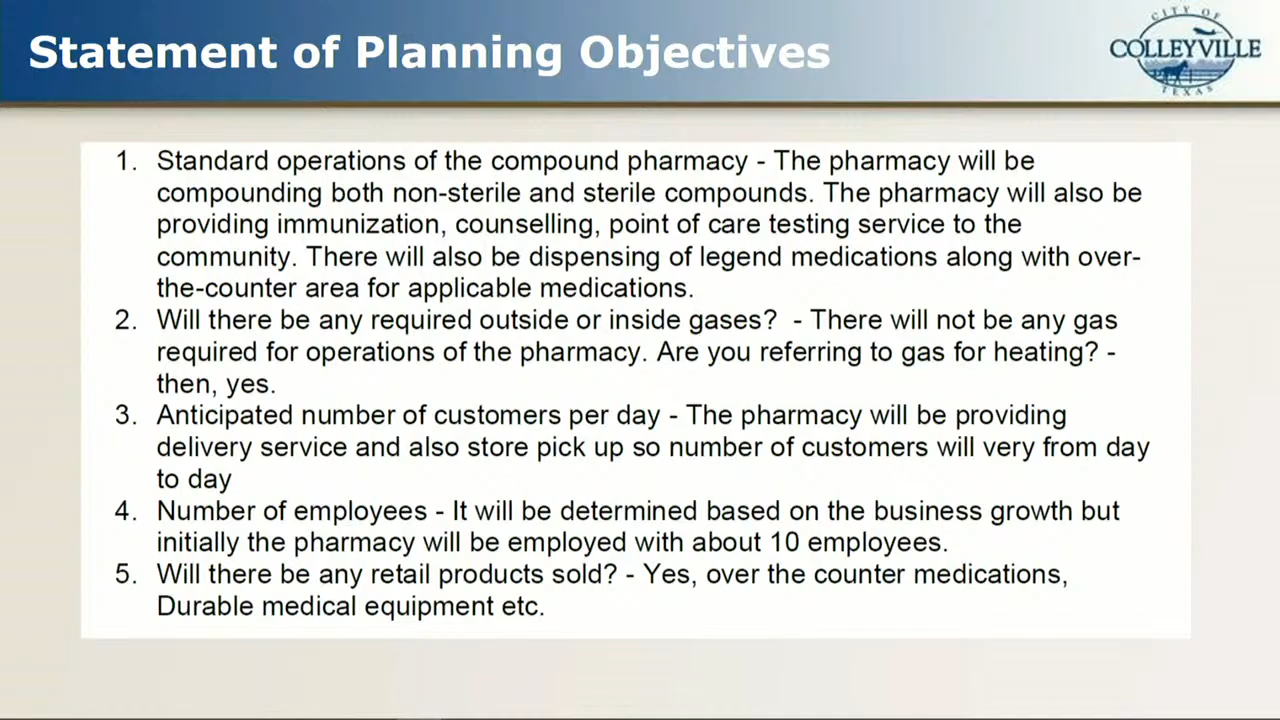 Statement of Planning Objectives
CITY OF
COLLEYVILLE
TEXAS
1. Standard operations of the compound pharmacy - The pharmacy will be
compounding both non-sterile and sterile compounds. The pharmacy will also be
providing immunization, counselling, point of care testing service to the
community. There will also be dispensing of legend medications along with over-
the-counter area for applicable medications.
2. Will there be any required outside or inside gases?  - There will not be any gas
required for operations of the pharmacy. Are you referring to gas for heating? -
then, yes.
3. Anticipated number of customers per day - The pharmacy will be providing
delivery service and also store pick up so number of customers will very from day
to day
4. Number of employees - It will be determined based on the business growth but
initially the pharmacy will be employed with about 10 employees.
5. Will there be any retail products sold? - Yes, over the counter medications,
Durable medical equipment etc.